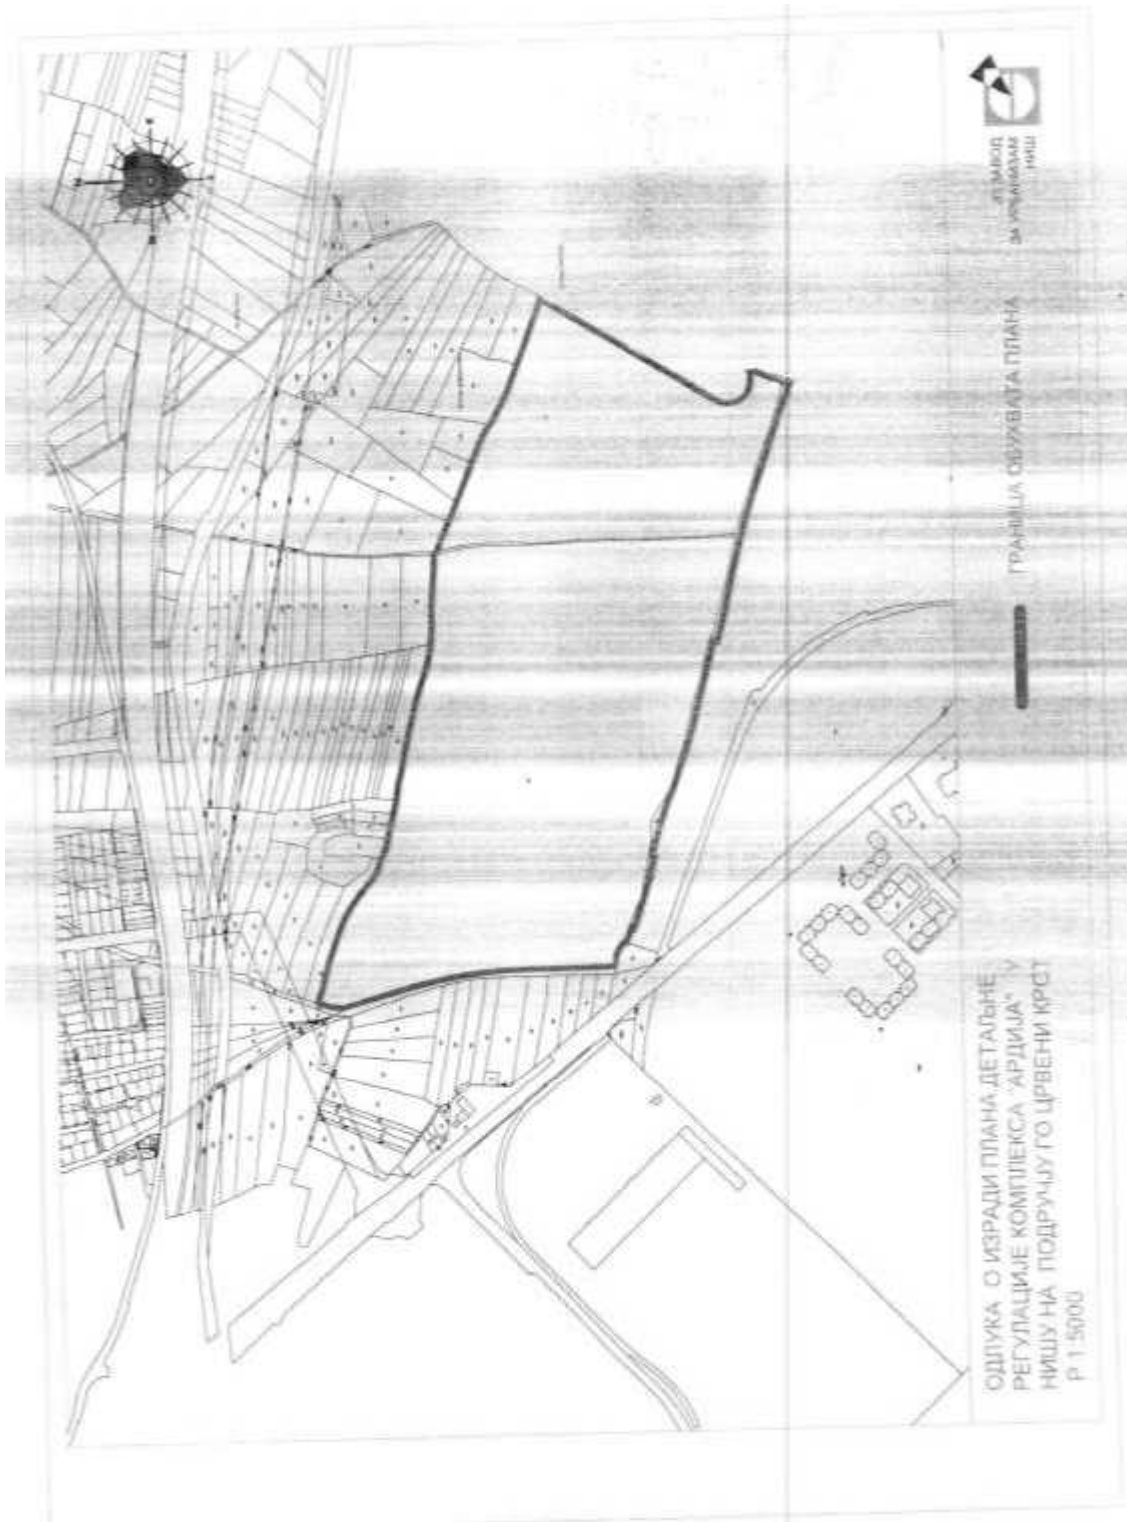 ОДЛУКА О ИЗРАДИ ПЛАНА ДЕТАЉНЕ
РЕГУЛАЦИЈЕ КОМПЛЕКСА "АРДИЈА" У
НИШУ НА ПОДРУЧЈУ ГО ЦРВЕНИ КРСТ
Р 1:5000
ГРАНИЦА ОБУХВАТА ПЛАНА
ЈП ЗАВОД
ЗА УРБАНИЗАМ
НИШ